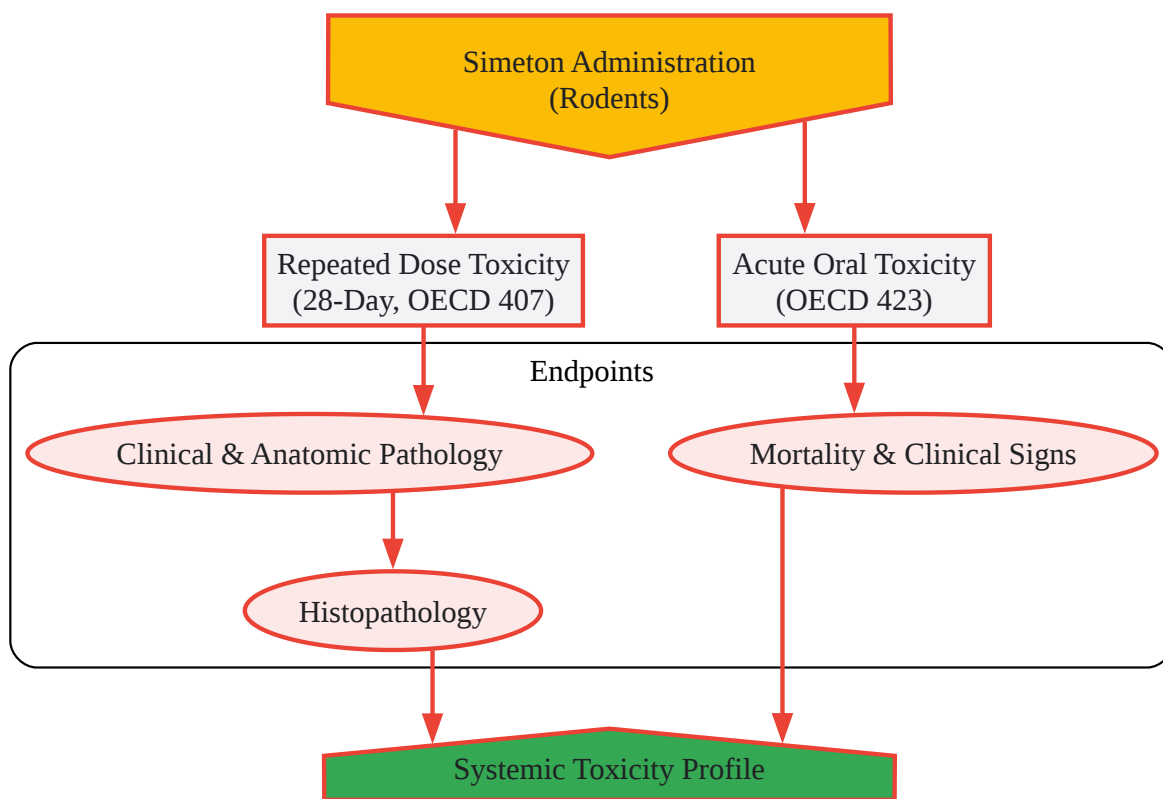 Simeton Administration
(Rodents)
Repeated Dose Toxicity
(28-Day, OECD 407)
Acute Oral Toxicity
(OECD 423)
Endpoints
Clinical & Anatomic Pathology
Mortality & Clinical Signs
Histopathology
Systemic Toxicity Profile